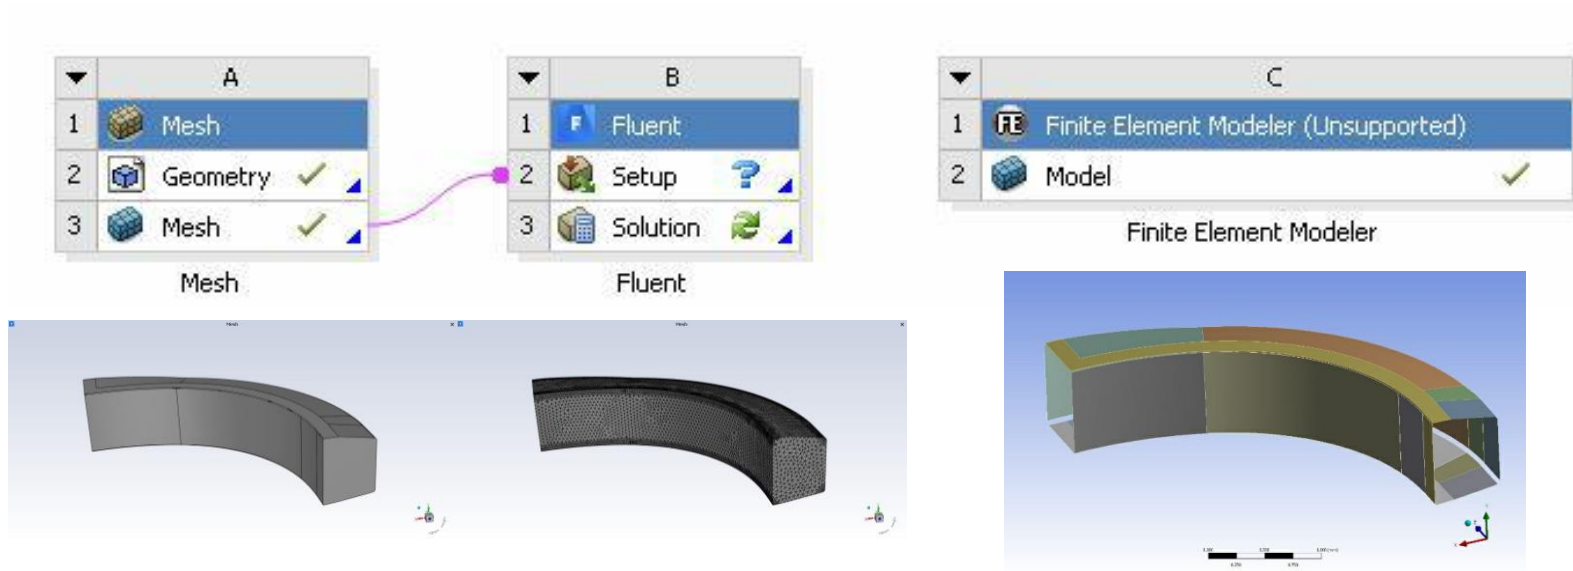 A
1 Mesh
2 Geometry
3 Mesh
Mesh
B
1 F Fluent
2 Setup ?
3 Solution
Fluent
C
1 FE Finite Element Modeler (Unsupported)
2 Model
Finite Element Modeler
Mesh
Mesh